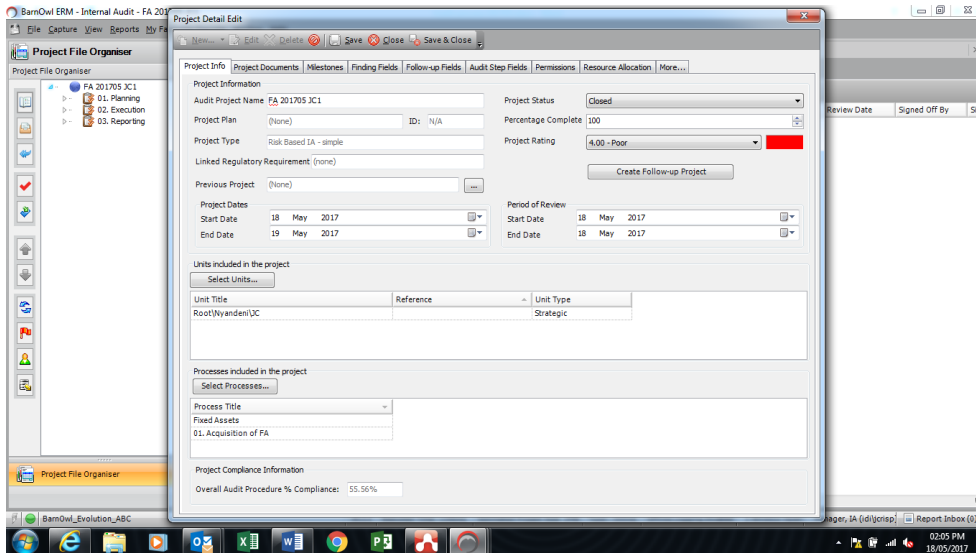 BarnOwl ERM - Internal Audit - FA 201
File Capture View Reports My Fa
Project File Organiser
Project File Organiser
FA 201705 JC1
01. Planning
02. Execution
03. Reporting
Project File Organiser
BarnOwl_Evolution_ABC
Project Detail Edit
New... Edit Delete Save Close Save & Close
Project Info Project Documents Milestones Finding Fields Follow-up Fields Audit Step Fields Permissions Resource Allocation More...
Project Information
Audit Project Name FA 201705 JC1 Project Status Closed
Project Plan (None) ID: N/A Percentage Complete 100
Project Type Risk Based IA - simple Project Rating 4.00 - Poor
Linked Regulatory Requirement (none) Create Follow-up Project
Previous Project (None) ...
Project Dates Period of Review
Start Date 18 May 2017 Start Date 18 May 2017
End Date 19 May 2017 End Date 18 May 2017
Units included in the project
Select Units...
Unit Title Reference Unit Type
Root\Nyandeni\JC Strategic
Processes included in the project
Select Processes...
Process Title
Fixed Assets
01. Acquisition of FA
Project Compliance Information
Overall Audit Procedure % Compliance: 55.56%
Review Date Signed Off By
ager, IA (idi\jcrisp) Report Inbox (0)
02:05 PM
18/05/2017